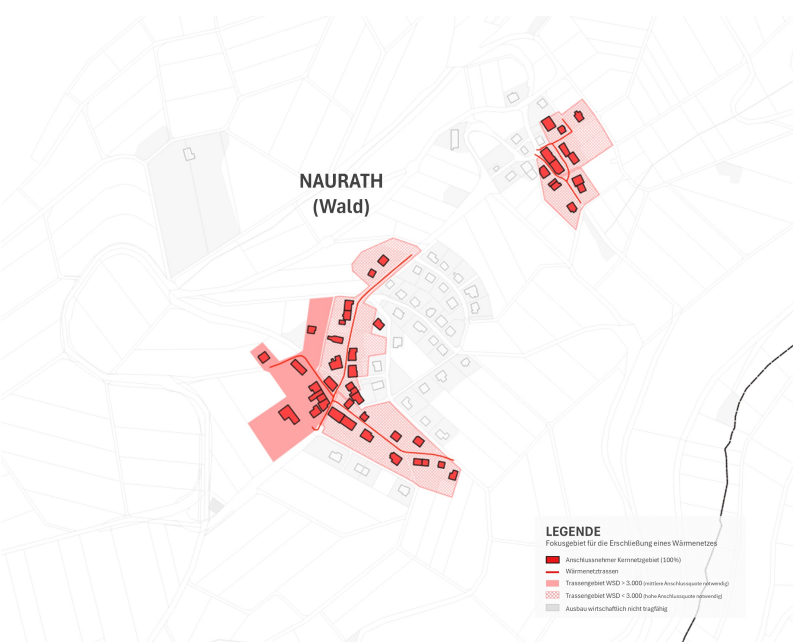 NAURATH
(Wald)
LEGENDE
Fokusgebiet für die Erschließung eines Wärmenetzes
Anschlussnehmer Kernnetzgebiet (100%)
Wärmenetztrassen
Trassengebiet WSD > 3.000 (mittlere Anschlussquote notwendig)
Trassengebiet WSD < 3.000 (hohe Anschlussquote notwendig)
Ausbau wirtschaftlich nicht tragfähig